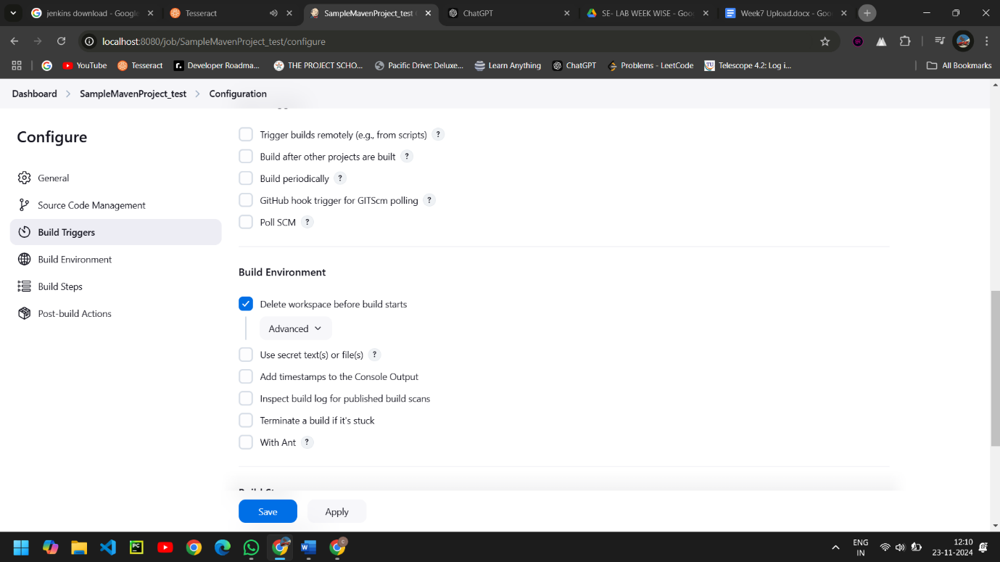 jenkins download - Google
Tesseract
SampleMavenProject_test
ChatGPT
SE- LAB WEEK WISE - Goo
Week7 Upload.docx - Goo
localhost:8080/job/SampleMavenProject_test/configure
YouTube
Tesseract
Developer Roadma...
THE PROJECT SCHO...
Pacific Drive: Deluxe...
Learn Anything
ChatGPT
Problems - LeetCode
Telescope 4.2: Log i...
All Bookmarks
Dashboard > SampleMavenProject_test > Configuration
Configure
General
Source Code Management
Build Triggers
Build Environment
Build Steps
Post-build Actions
Trigger builds remotely (e.g., from scripts) ?
Build after other projects are built ?
Build periodically ?
GitHub hook trigger for GITScm polling ?
Poll SCM ?
Build Environment
Delete workspace before build starts
Advanced
Use secret text(s) or file(s) ?
Add timestamps to the Console Output
Inspect build log for published build scans
Terminate a build if it's stuck
With Ant ?
Save
Apply
ENG
IN
12:10
23-11-2024